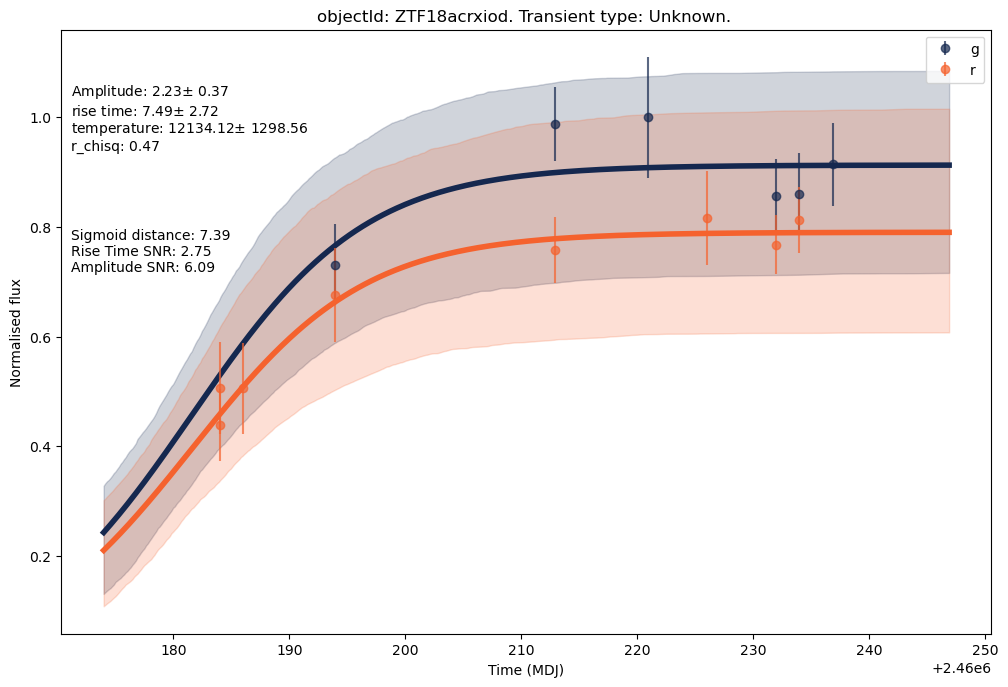 objectId: ZTF18acrxiod. Transient type: Unknown.
g
r
Amplitude: 2.23± 0.37
rise time: 7.49± 2.72
temperature: 12134.12± 1298.56
r_chisq: 0.47
Sigmoid distance: 7.39
Rise Time SNR: 2.75
Amplitude SNR: 6.09
Normalised flux
1.0
0.8
0.6
0.4
0.2
180 190 200 210 220 230 240 250
Time (MDJ)
+2.46e6